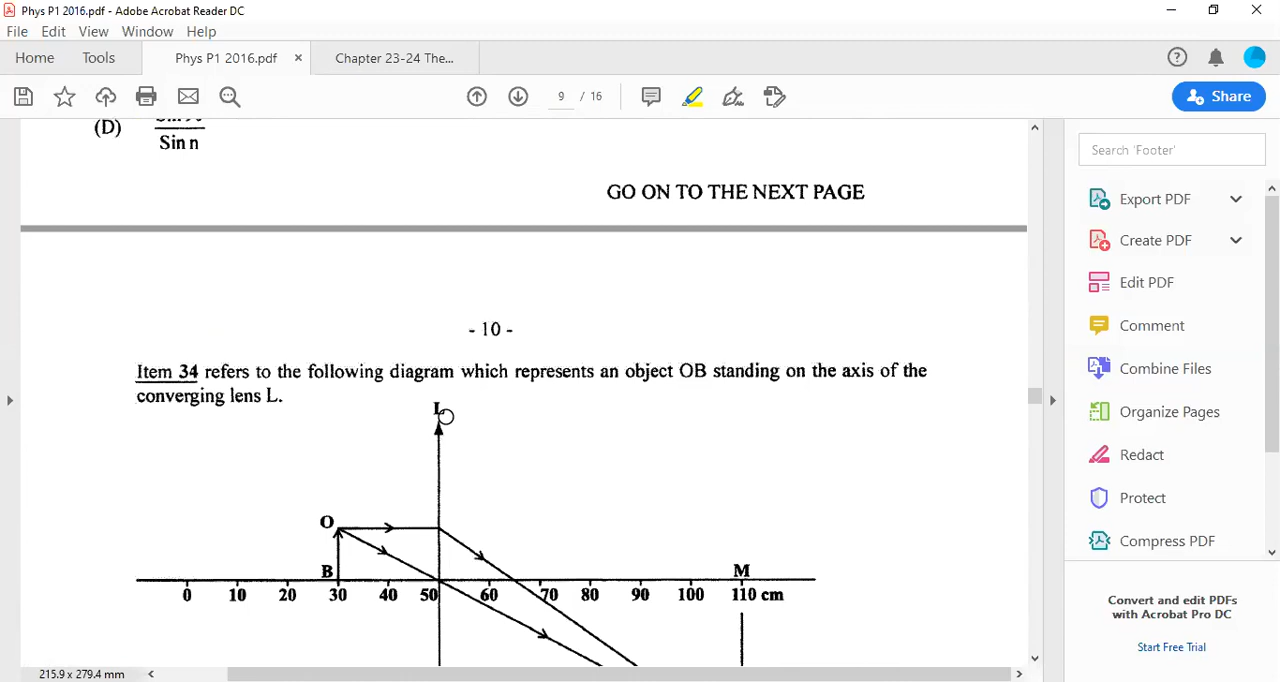 Phys P1 2016.pdf - Adobe Acrobat Reader DC
File Edit View Window Help
Home Tools Phys P1 2016.pdf × Chapter 23-24 The...
9 / 16
Share
(D)
Sin n
GO ON TO THE NEXT PAGE
- 10 -
Item 34 refers to the following diagram which represents an object OB standing on the axis of the
converging lens L.
L
O
B
M
0 10 20 30 40 50 60 70 80 90 100 110 cm
215.9 x 279.4 mm
Search 'Footer'
Export PDF
Create PDF
Edit PDF
Comment
Combine Files
Organize Pages
Redact
Protect
Compress PDF
Convert and edit PDFs
with Acrobat Pro DC
Start Free Trial